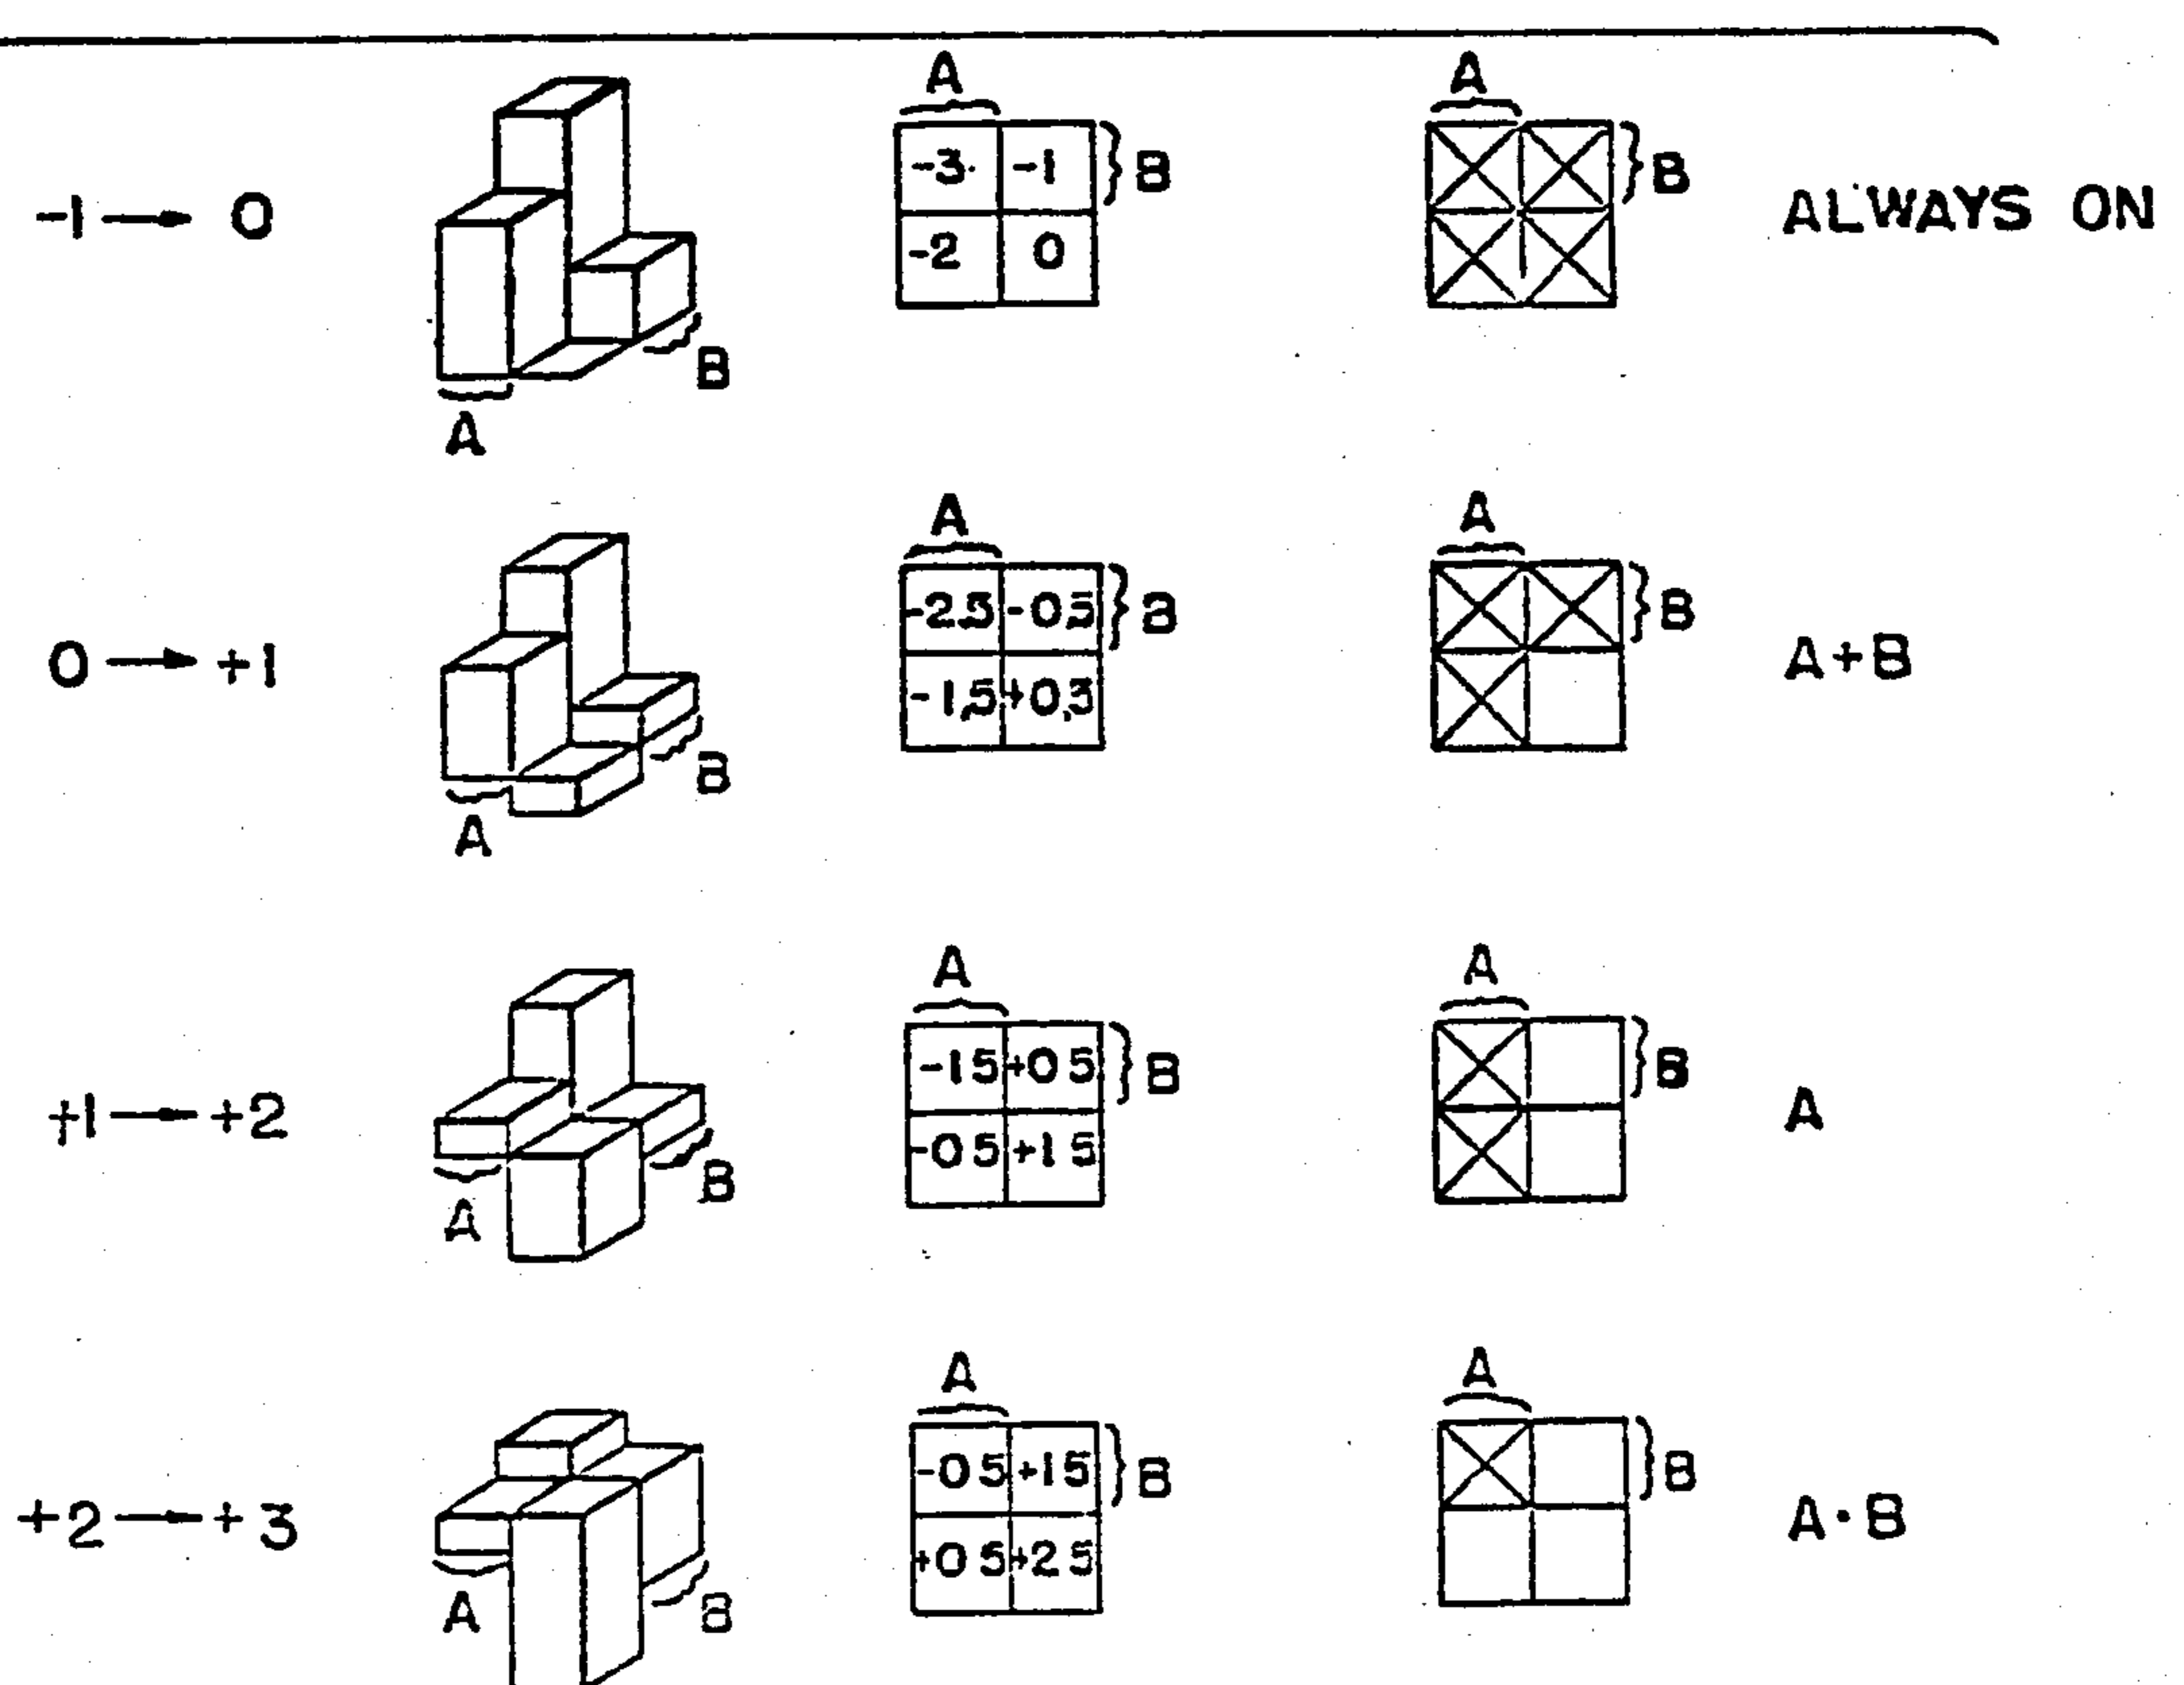 A A
-3 -1 B B
-1 → 0 ALWAYS ON
-2 0
B
A
A A
-2.5 -0.5 B B
0 → +1 A+B
-1.5 +0.5
B
A
A A
-1 5 +0 5 B B
+1 → +2 A
-0 5 +1 5
B
A
A A
-0 5 +1 5 B B
+2 → +3 A·B
+0 5 +2 5
A B